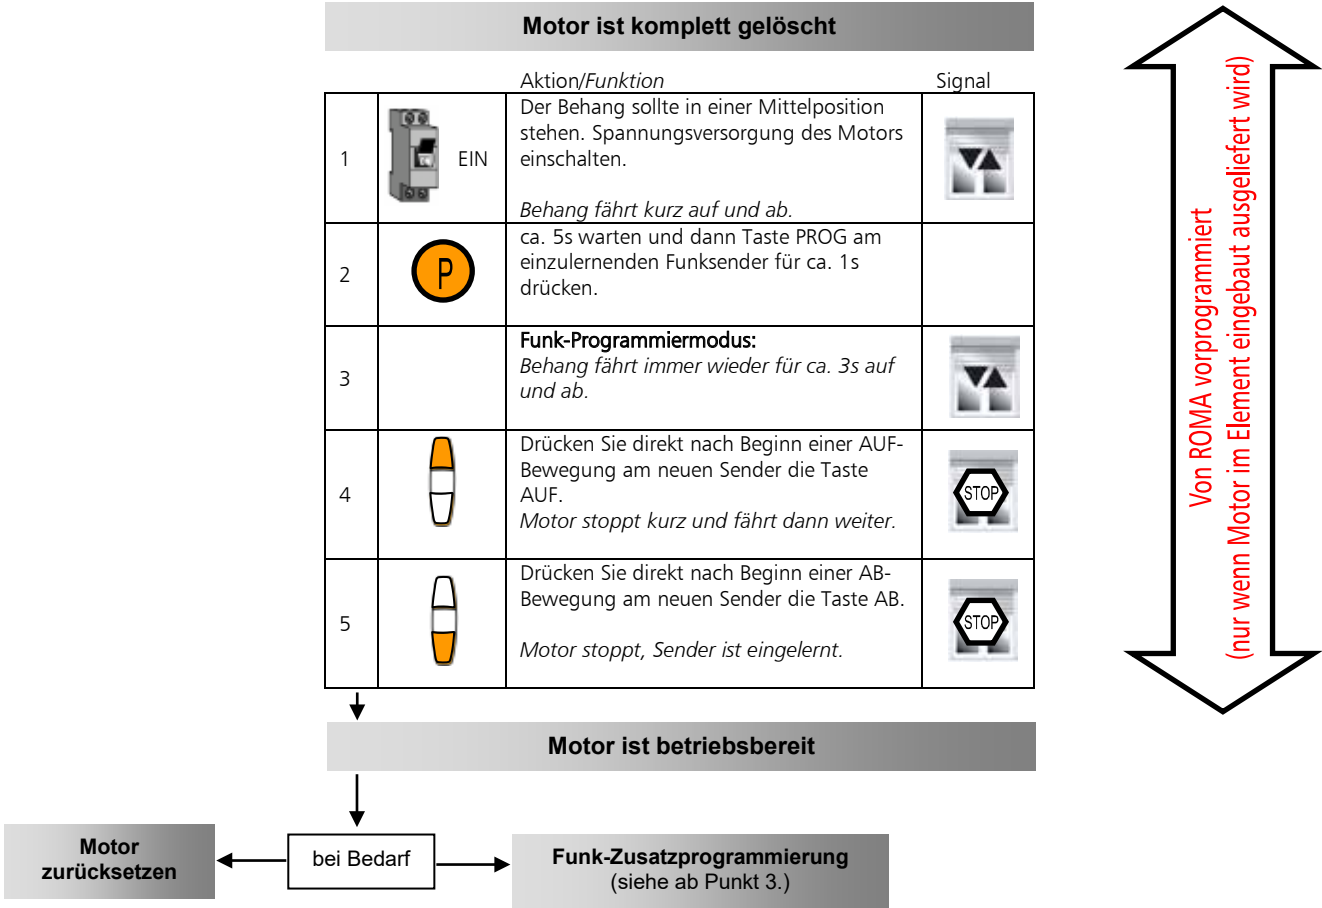 Motor ist komplett gelöscht
Aktion/Funktion
Signal
1
EIN
Der Behang sollte in einer Mittelposition
stehen. Spannungsversorgung des Motors
einschalten.
Behang fährt kurz auf und ab.
2
P
ca. 5s warten und dann Taste PROG am
einzulernenden Funksender für ca. 1s
drücken.
3
Funk-Programmiermodus:
Behang fährt immer wieder für ca. 3s auf
und ab.
4
Drücken Sie direkt nach Beginn einer AUF-
Bewegung am neuen Sender die Taste
AUF.
Motor stoppt kurz und fährt dann weiter.
STOP
5
Drücken Sie direkt nach Beginn einer AB-
Bewegung am neuen Sender die Taste AB.
Motor stoppt, Sender ist eingelernt.
STOP
Von ROMA vorprogrammiert
(nur wenn Motor im Element eingebaut ausgeliefert wird)
Motor ist betriebsbereit
Motor
zurücksetzen
bei Bedarf
Funk-Zusatzprogrammierung
(siehe ab Punkt 3.)